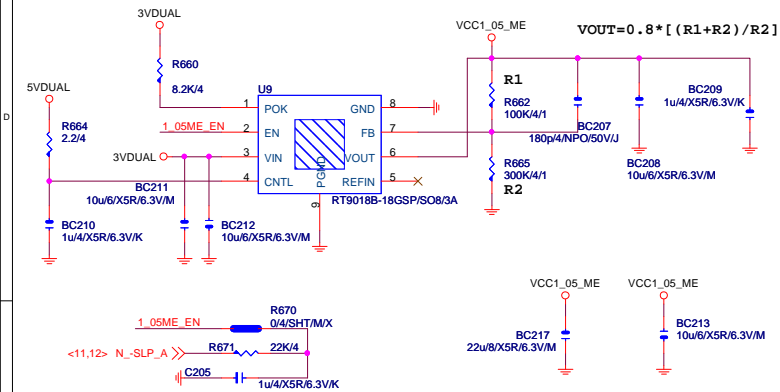 3VDUAL
VCC1_05_ME
VOUT=0.8*[(R1+R2)/R2]
R660
8.2K/4
5VDUAL
U9
R1
BC209
1u/4/X5R/6.3V/K
D
R664
2.2/4
1 POK GND 8
R662
100K/4/1
1_05ME_EN 2 EN FB 7
BC207
180p/4/NPO/50V/J
3VDUAL 3 VIN VOUT 6
BC208
10u/6/X5R/6.3V/M
4 CNTL REFIN 5
PGND
9
R665
300K/4/1
R2
BC211
10u/6/X5R/6.3V/M
RT9018B-18GSP/SO8/3A
BC210
1u/4/X5R/6.3V/K
BC212
10u/6/X5R/6.3V/M
VCC1_05_ME
VCC1_05_ME
1_05ME_EN
R670
0/4/SHT/M/X
BC217
22u/8/X5R/6.3V/M
BC213
10u/6/X5R/6.3V/M
<11,12> N_-SLP_A
R671 22K/4
C205
1u/4/X5R/6.3V/K